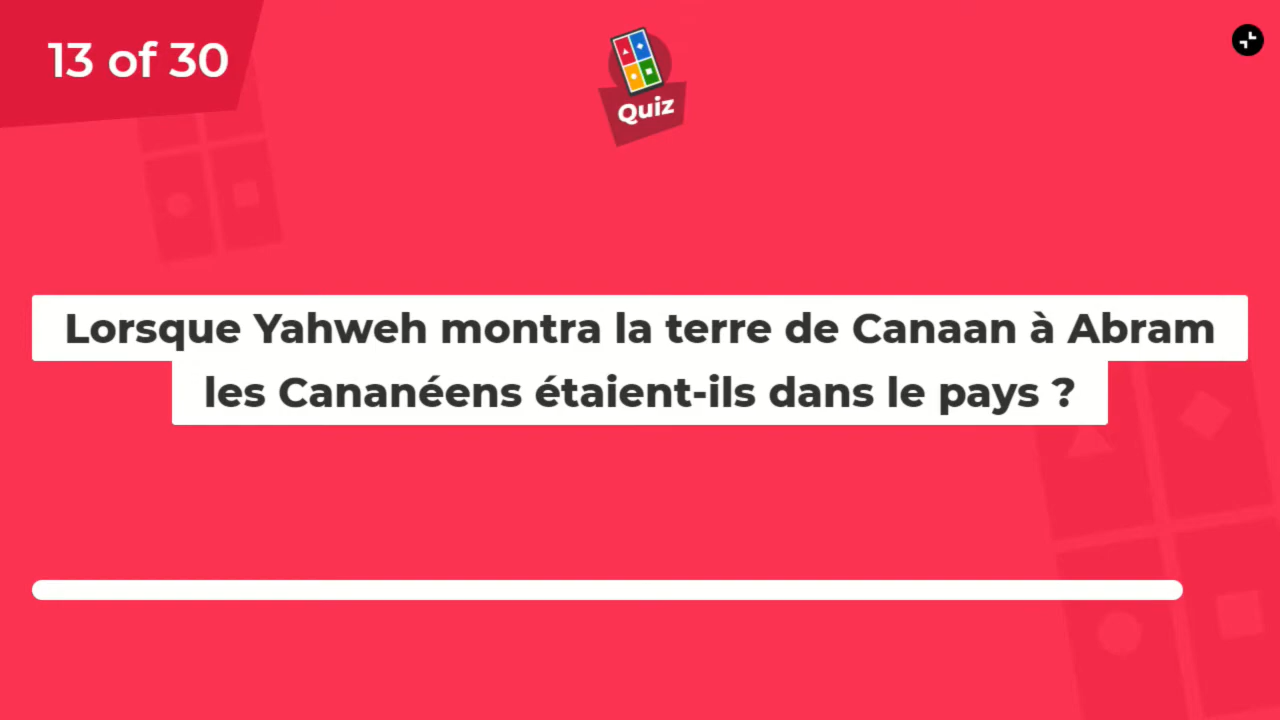 13 of 30
Quiz
Lorsque Yahweh montra la terre de Canaan à Abram
les Cananéens étaient-ils dans le pays ?